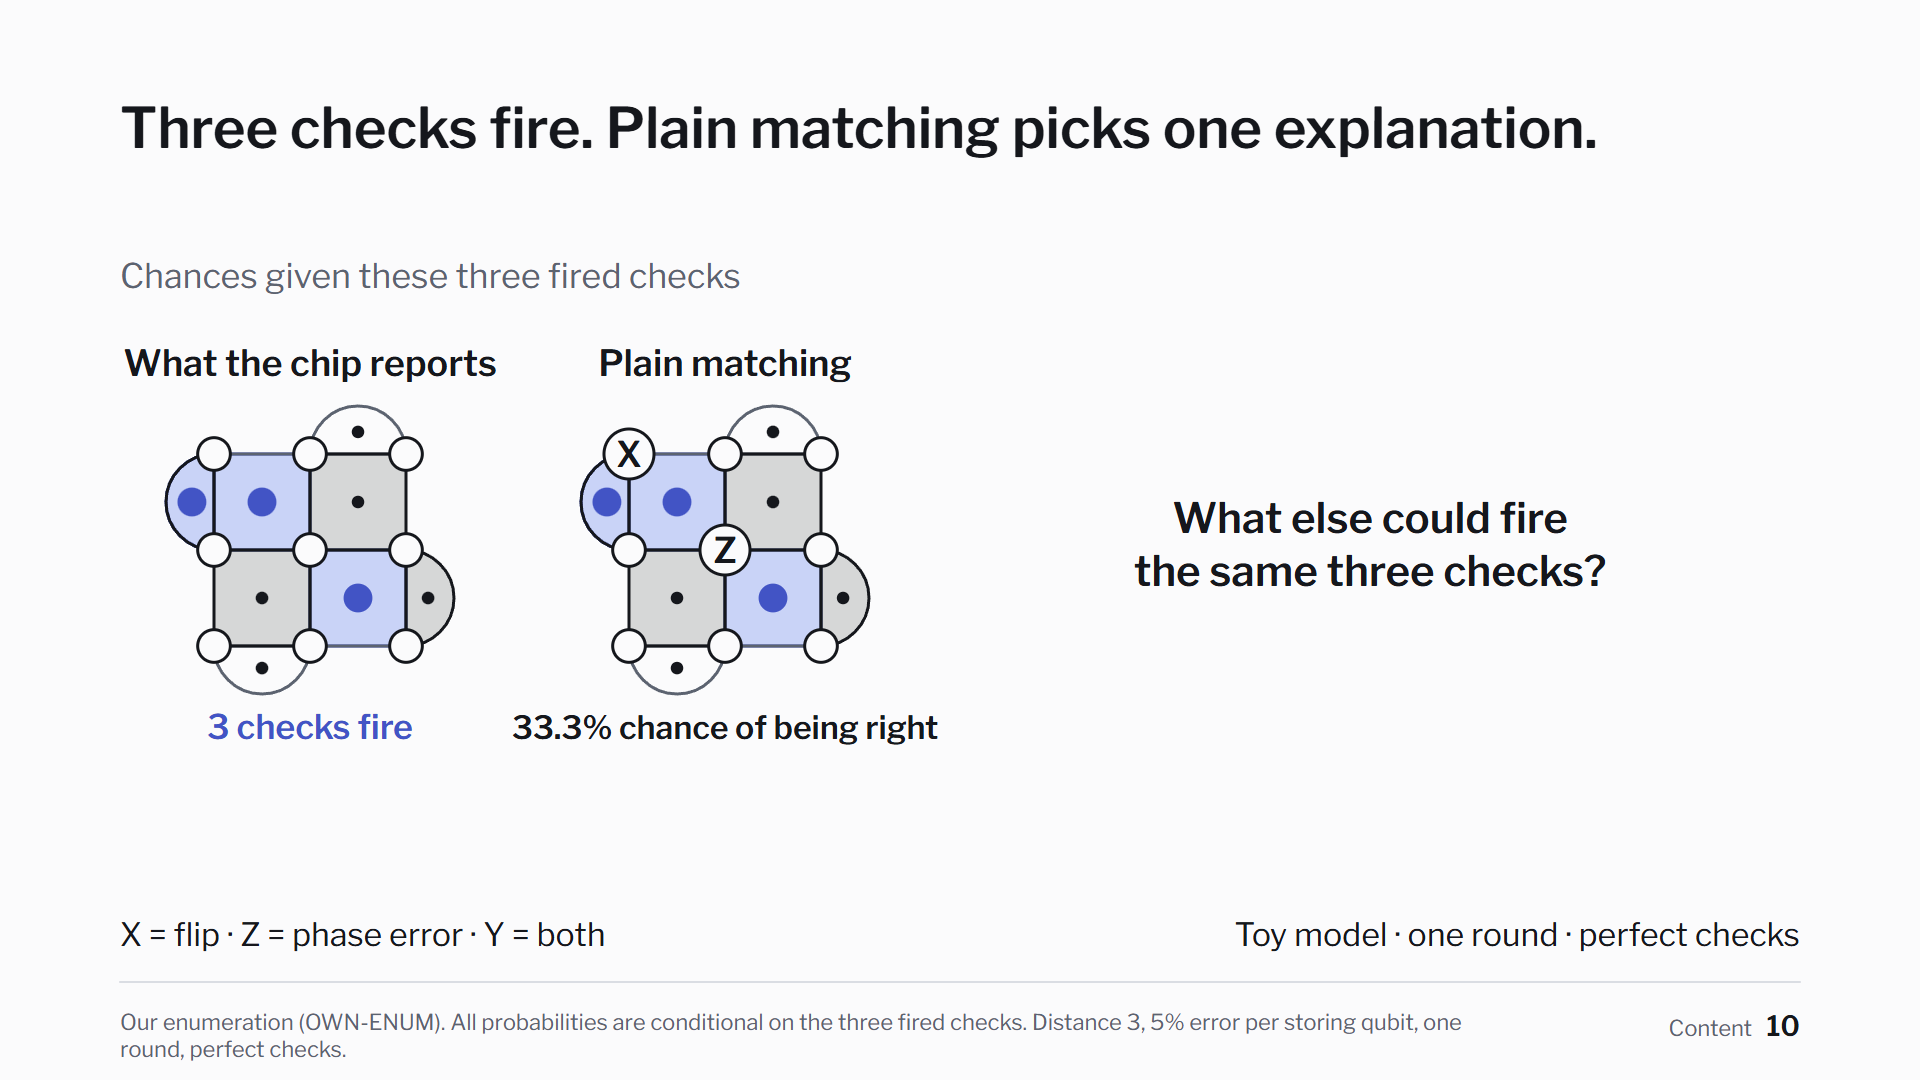 Three checks fire. Plain matching picks one explanation.
Chances given these three fired checks
What the chip reports
Plain matching
X
Z
3 checks fire
33.3% chance of being right
What else could fire
the same three checks?
X = flip · Z = phase error · Y = both
Toy model · one round · perfect checks
Our enumeration (OWN-ENUM). All probabilities are conditional on the three fired checks. Distance 3, 5% error per storing qubit, one
round, perfect checks.
Content 10